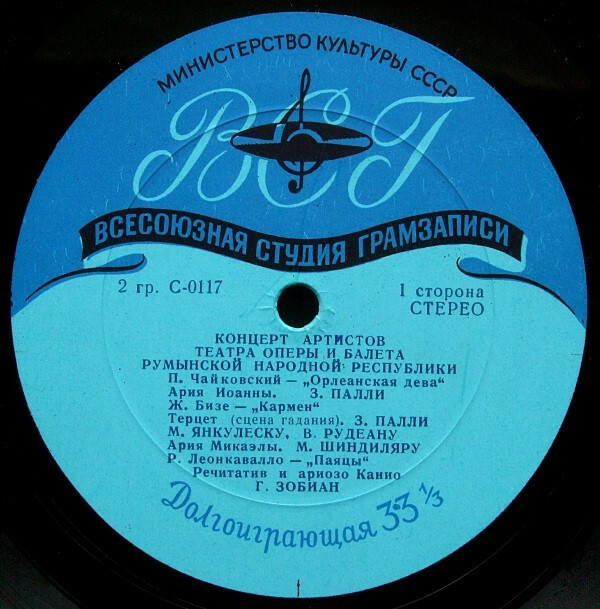 МИНИСТЕРСТВО КУЛЬТУРЫ СССР
ВСГ
ВСЕСОЮЗНАЯ СТУДИЯ ГРАМЗАПИСИ
2 гр. С-0117
1 сторона
СТЕРЕО
КОНЦЕРТ АРТИСТОВ
ТЕАТРА ОПЕРЫ И БАЛЕТА
РУМЫНСКОЙ НАРОДНОЙ РЕСПУБЛИКИ
П. Чайковский — „Орлеанская дева“
Ария Иоанны. З. ПАЛЛИ
Ж. Бизе — „Кармен“
Терцет (сцена гадания). З. ПАЛЛИ
М. ЯНКУЛЕСКУ, В. РУДЕАНУ
Ария Микаэлы. М. ШИНДИЛЯРУ
Р. Леонкавалло — „Паяцы“
Речитатив и ариозо Канио
Г. ЗОБИАН
Долгоиграющая 33 1/3